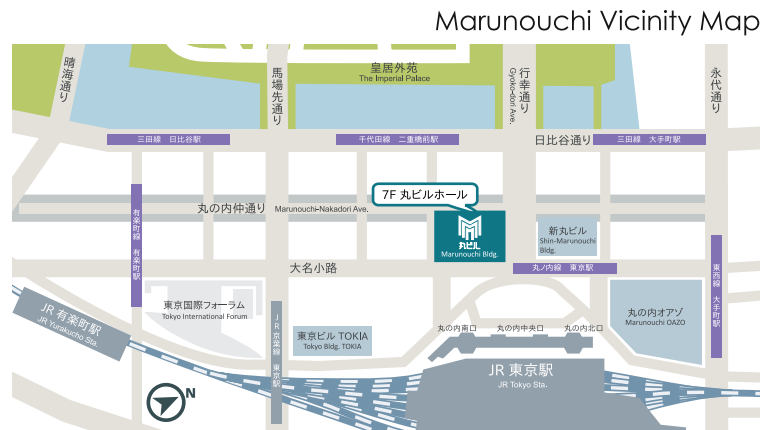 Marunouchi Vicinity Map
晴海通り
馬場先通り
皇居外苑
The Imperial Palace
行幸通り
Gyoko-dori Ave.
永代通り
三田線 日比谷駅
千代田線 二重橋前駅
日比谷通り
三田線 大手町駅
7F 丸ビルホール
丸の内仲通り
Marunouchi-Nakadori Ave.
有楽町線 有楽町駅
丸ビル
Marunouchi Bldg.
新丸ビル
Shin-Marunouchi
Bldg.
大名小路
丸ノ内線 東京駅
東西線 大手町駅
東京国際フォーラム
Tokyo International Forum
JR 有楽町駅
JR Yurakucho Sta.
JR京葉線 東京駅
東京ビル TOKIA
Tokyo Bldg. TOKIA
丸の内南口
丸の内中央口
丸の内北口
丸の内オアゾ
Marunouchi OAZO
JR 東京駅
JR Tokyo Sta.
N